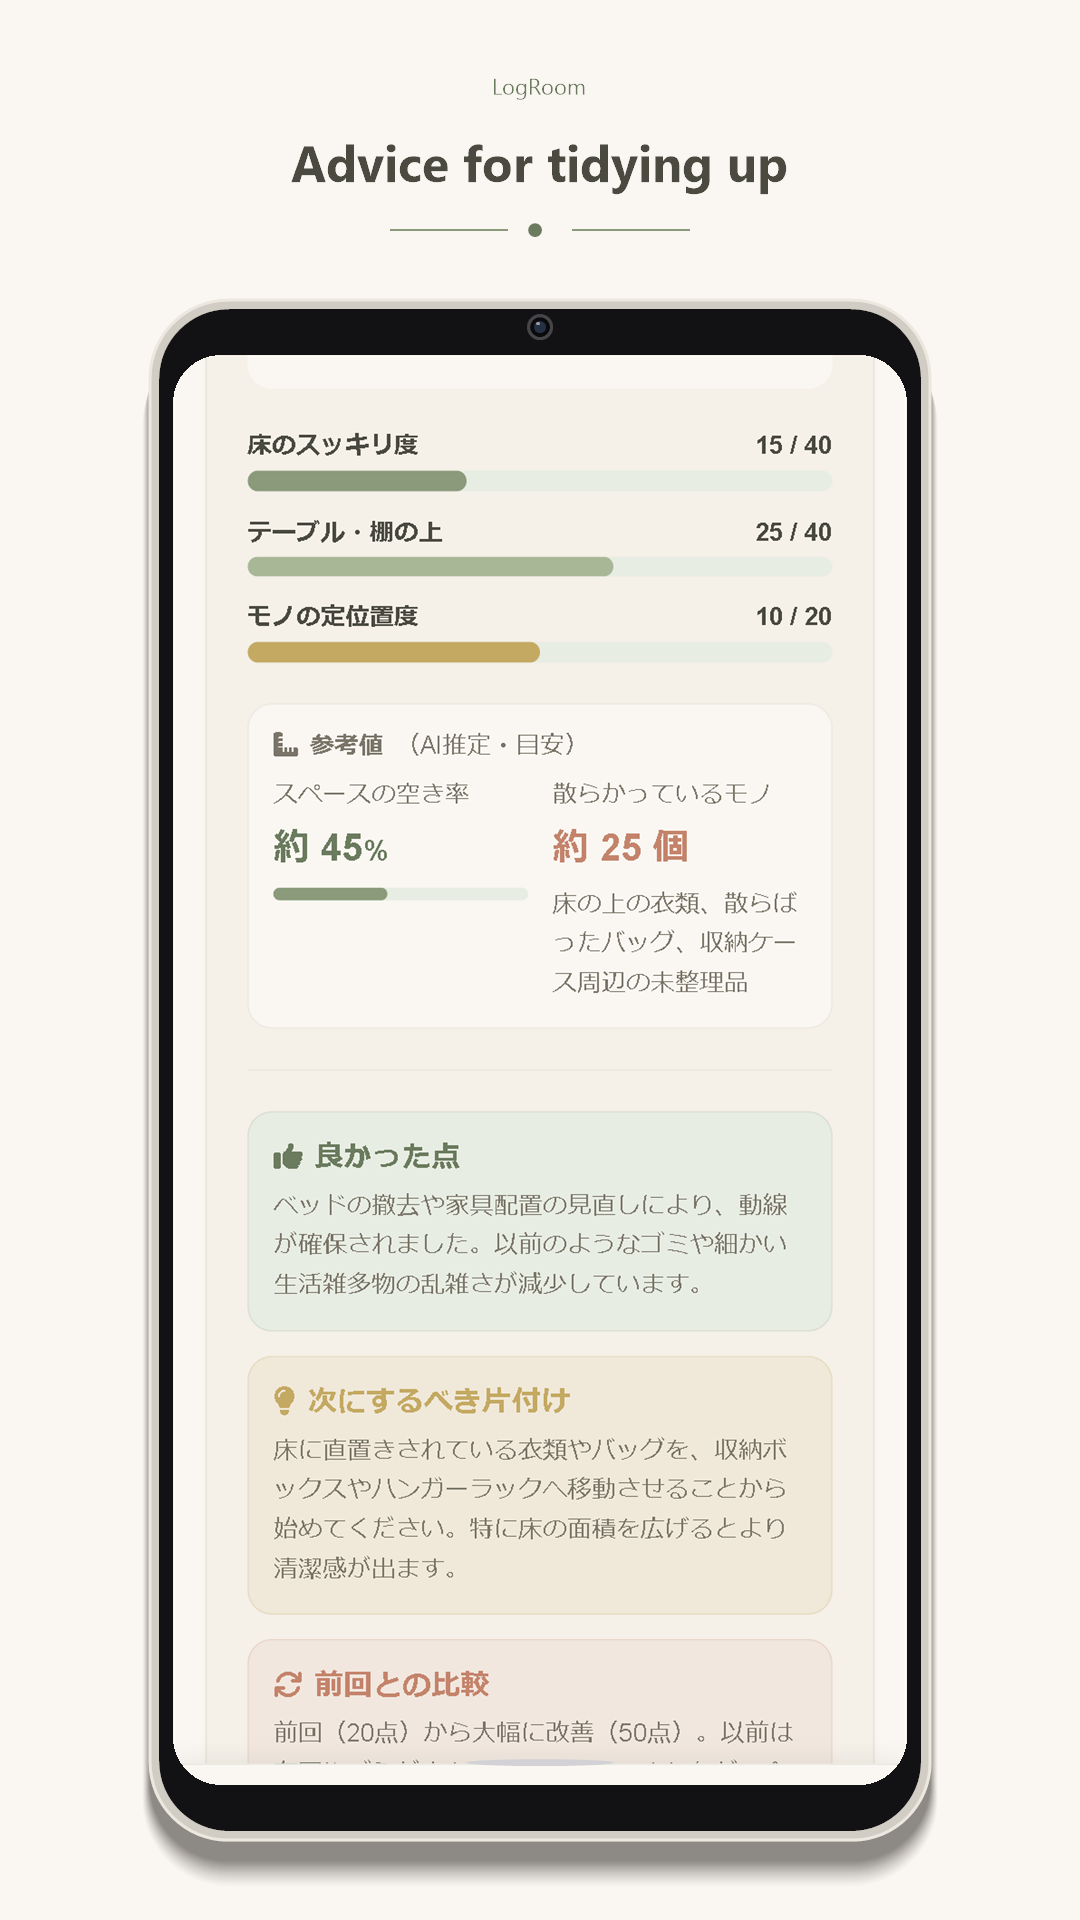 LogRoom
Advice for tidying up
床のスッキリ度 15 / 40
テーブル・棚の上 25 / 40
モノの定位置度 10 / 20
参考値 （AI推定・目安）
スペースの空き率
約 45%
散らかっているモノ
約 25 個
床の上の衣類、散らば
ったバッグ、収納ケー
ス周辺の未整理品
良かった点
ベッドの撤去や家具配置の見直しにより、動線
が確保されました。以前のようなゴミや細かい
生活雑多物の乱雑さが減少しています。
次にするべき片付け
床に直置きされている衣類やバッグを、収納ボ
ックスやハンガーラックへ移動させることから
始めてください。特に床の面積を広げるとより
清潔感が出ます。
前回との比較
前回（20点）から大幅に改善（50点）。以前は